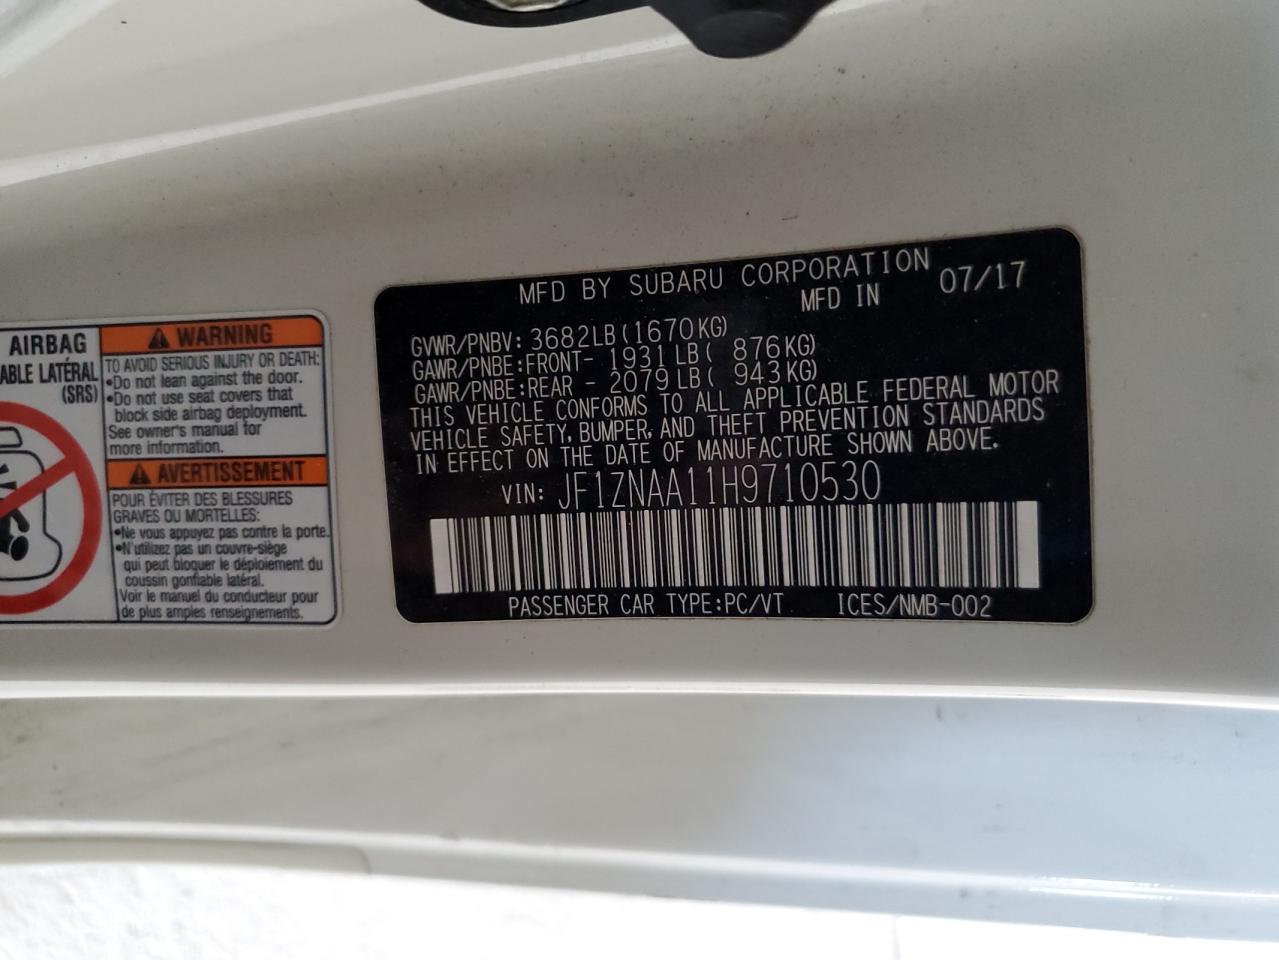 AIRBAG
ABLE LATÉRAL
(SRS)
WARNING
TO AVOID SERIOUS INJURY OR DEATH:
•Do not lean against the door.
•Do not use seat covers that
block side airbag deployment.
See owner's manual for
more information.
AVERTISSEMENT
POUR ÉVITER DES BLESSURES
GRAVES OU MORTELLES:
•Ne vous appuyez pas contre la porte.
•N'utilizez pas un couvre-siège
qui peut bloquer le déploiement du
coussin gonflable latéral.
Voir le manuel du conducteur pour
de plus amples renseignements.
MFD BY SUBARU CORPORATION
MFD IN 07/17
GVWR/PNBV: 3682LB(1670KG)
GAWR/PNBE:FRONT- 1931LB( 876KG)
GAWR/PNBE:REAR - 2079LB( 943KG)
THIS VEHICLE CONFORMS TO ALL APPLICABLE FEDERAL MOTOR
VEHICLE SAFETY, BUMPER, AND THEFT PREVENTION STANDARDS
IN EFFECT ON THE DATE OF MANUFACTURE SHOWN ABOVE.
VIN: JF1ZNAA11H9710530
PASSENGER CAR TYPE:PC/VT ICES/NMB-002